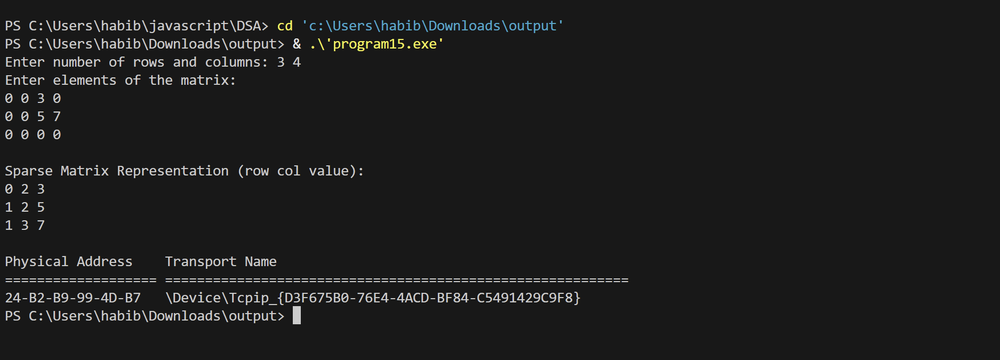 PS C:\Users\habib\javascript\DSA> cd 'c:\Users\habib\Downloads\output'
PS C:\Users\habib\Downloads\output> & .\'program15.exe'
Enter number of rows and columns: 3 4
Enter elements of the matrix:
0 0 3 0
0 0 5 7
0 0 0 0

Sparse Matrix Representation (row col value):
0 2 3
1 2 5
1 3 7

Physical Address    Transport Name
=================== ==========================================================
24-B2-B9-99-4D-B7   \Device\Tcpip_{D3F675B0-76E4-4ACD-BF84-C5491429C9F8}
PS C:\Users\habib\Downloads\output>